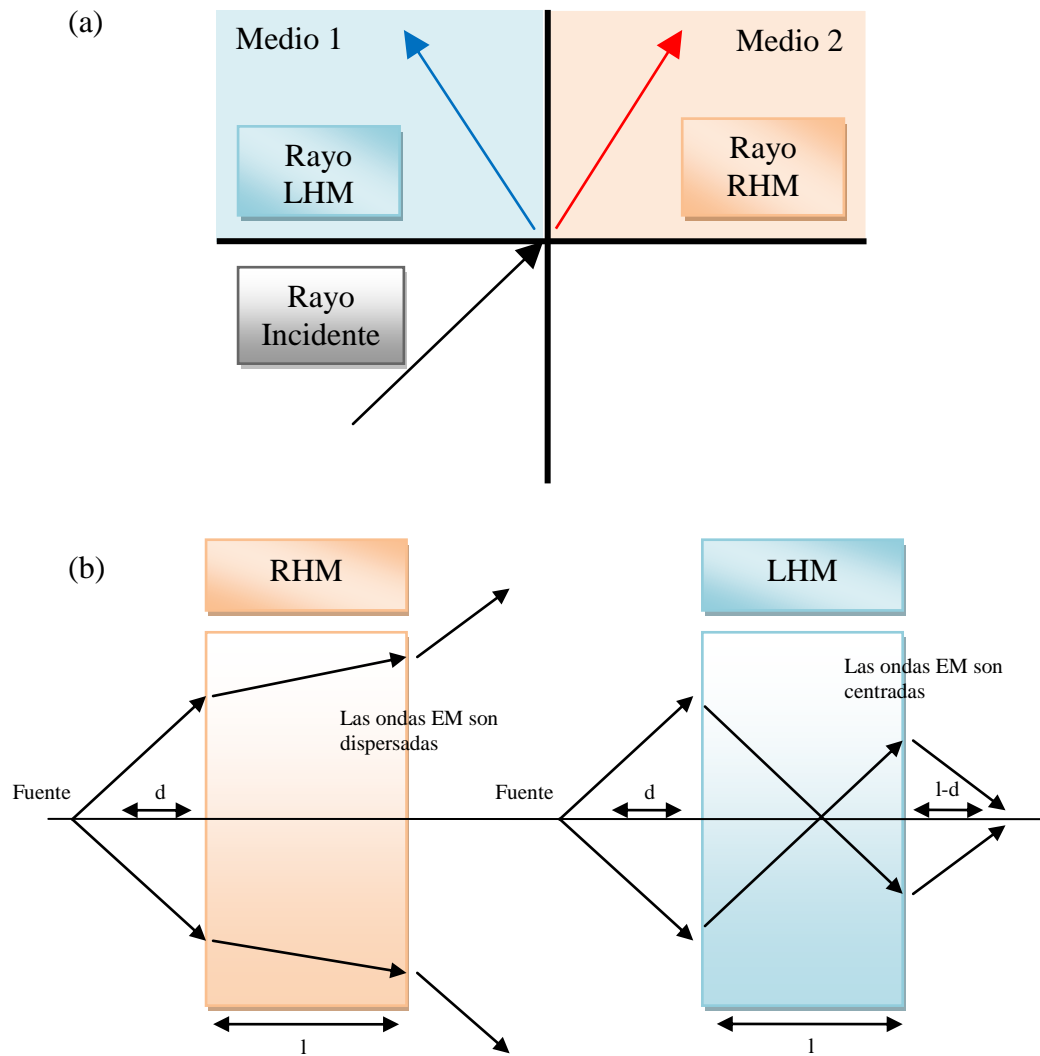 (a)
Medio 1
Medio 2
Rayo
LHM
Rayo
RHM
Rayo
Incidente
(b)
RHM
LHM
Las ondas EM son
centradas
Las ondas EM son
dispersadas
Fuente
d
Fuente
d
l-d
l
l